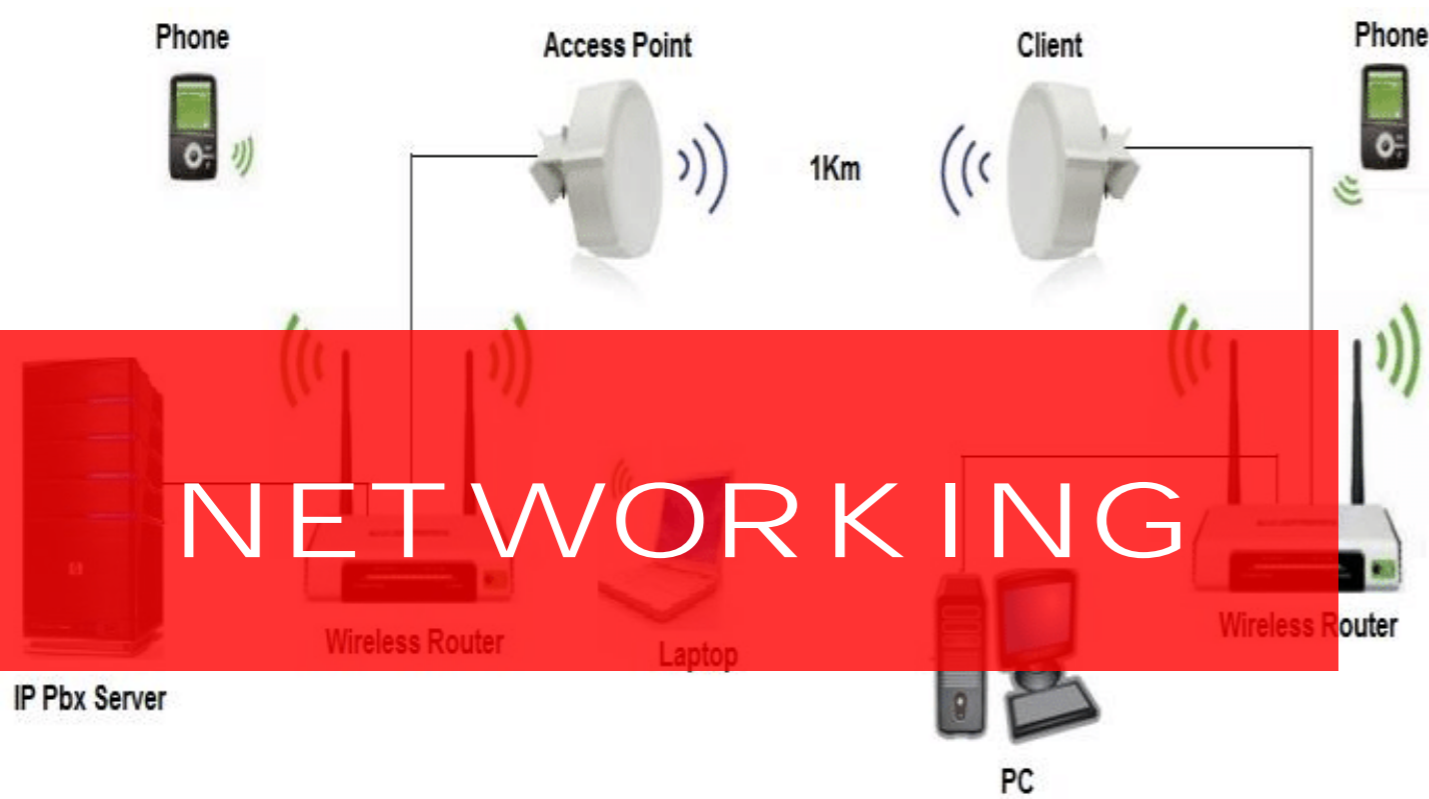 Phone
Access Point
Client
Phone
1Km
NETWORKING
Wireless Router
Laptop
Wireless Router
IP Pbx Server
PC